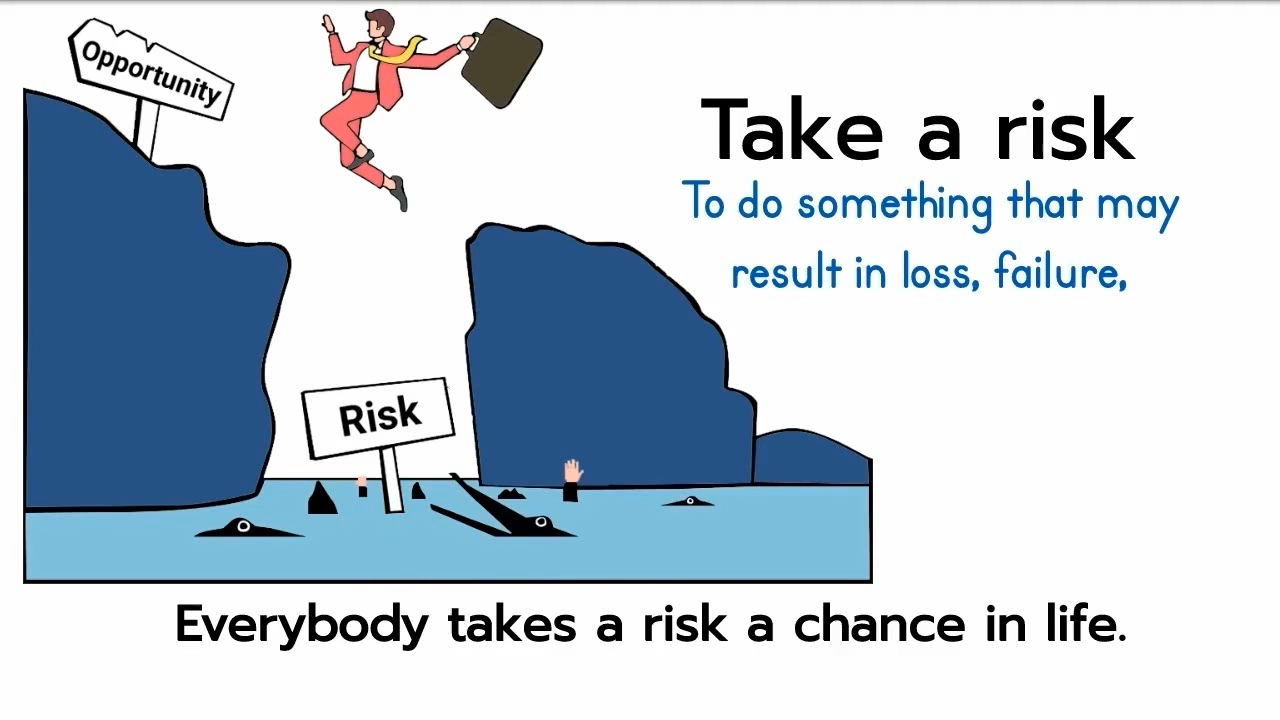 Opportunity
Take a risk
To do something that may
result in loss, failure,
Risk
Everybody takes a risk a chance in life.